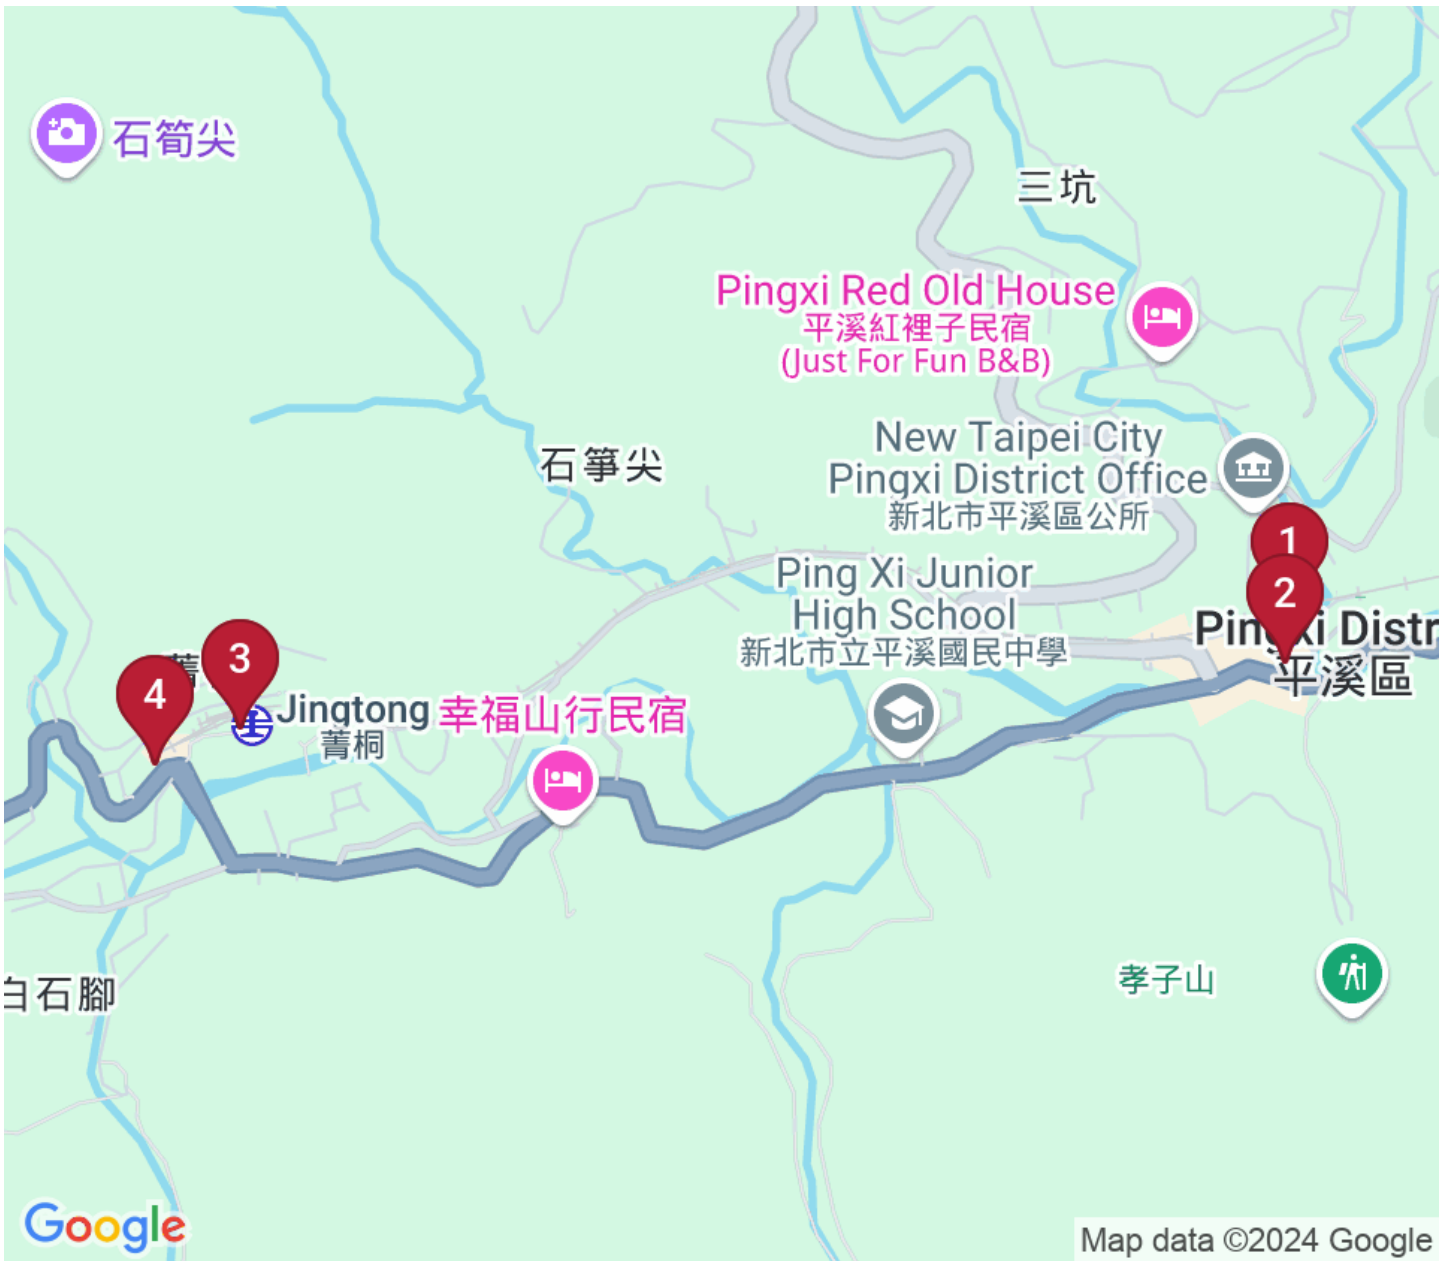 石筍尖
三坑
Pingxi Red Old House
平溪紅裡子民宿
(Just For Fun B&B)
New Taipei City
Pingxi District Office
新北市平溪區公所
石箏尖
1
Ping Xi Junior
High School
新北市立平溪國民中學
2
Pingxi Distr
平溪區
3
4
菁
Jingtong
菁桐
幸福山行民宿
白石腳
孝子山
Google
Map data ©2024 Google